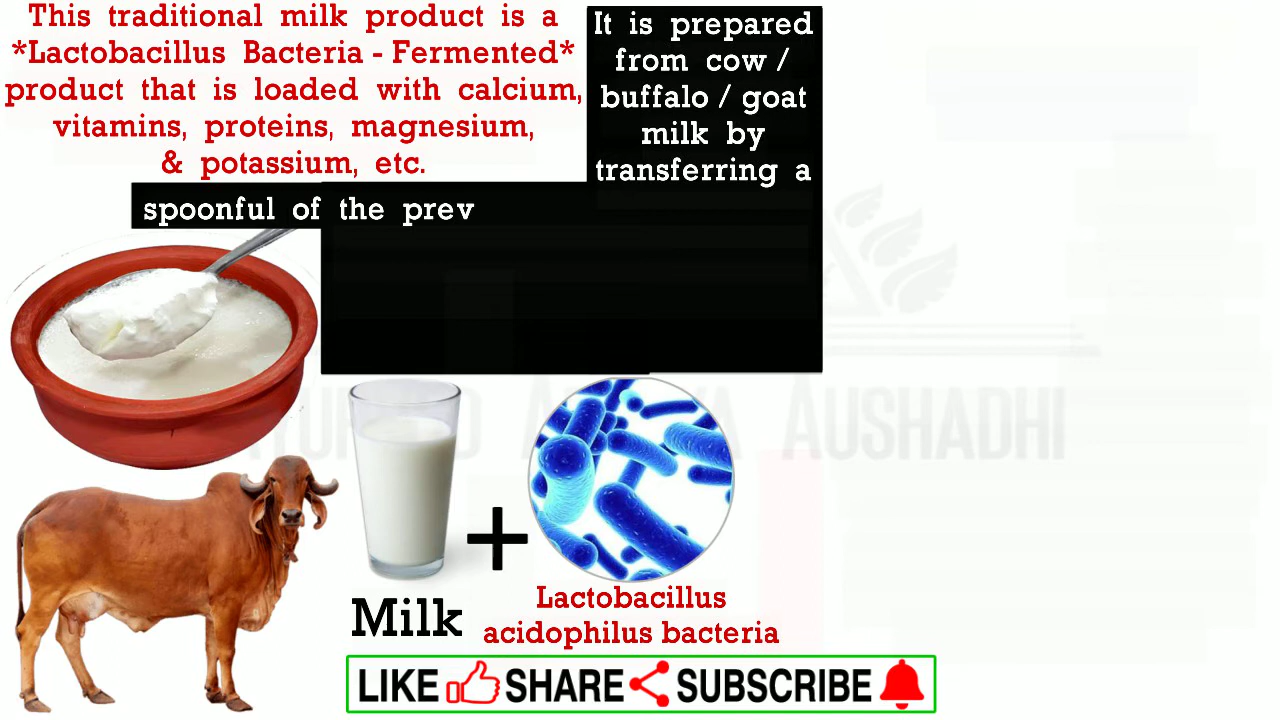 This traditional milk product is a
*Lactobacillus Bacteria - Fermented*
product that is loaded with calcium,
vitamins, proteins, magnesium,
& potassium, etc.
It is prepared
from cow /
buffalo / goat
milk by
transferring a
spoonful of the prev
Milk
Lactobacillus
acidophilus bacteria
LIKE SHARE SUBSCRIBE